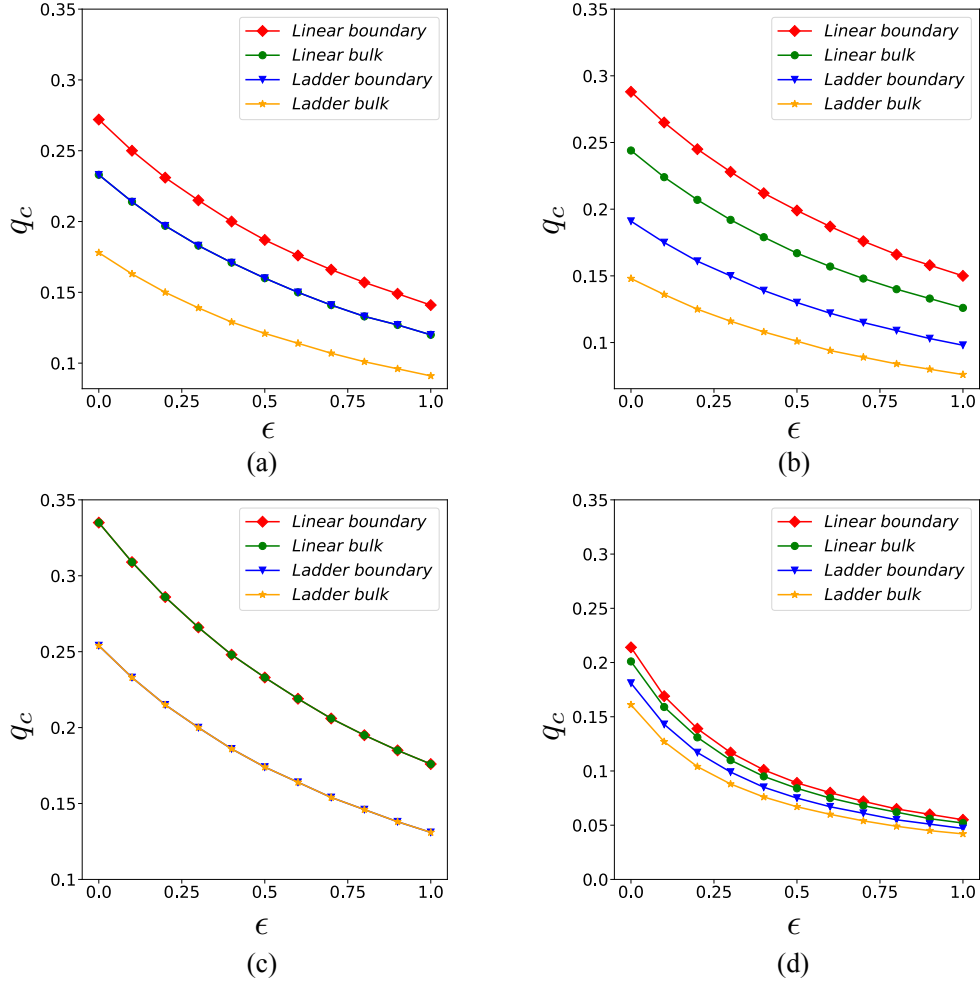 0.35
0.3
0.25
0.2
0.15
0.1
q_c
0.0 0.25 0.5 0.75 1.0
ϵ
Linear boundary
Linear bulk
Ladder boundary
Ladder bulk
(a)
0.35
0.3
0.25
0.2
0.15
0.1
q_c
0.0 0.25 0.5 0.75 1.0
ϵ
Linear boundary
Linear bulk
Ladder boundary
Ladder bulk
(b)
0.35
0.3
0.25
0.2
0.15
0.1
q_c
0.0 0.25 0.5 0.75 1.0
ϵ
Linear boundary
Linear bulk
Ladder boundary
Ladder bulk
(c)
0.35
0.3
0.25
0.2
0.15
0.1
0.05
0.0
q_c
0.0 0.25 0.5 0.75 1.0
ϵ
Linear boundary
Linear bulk
Ladder boundary
Ladder bulk
(d)